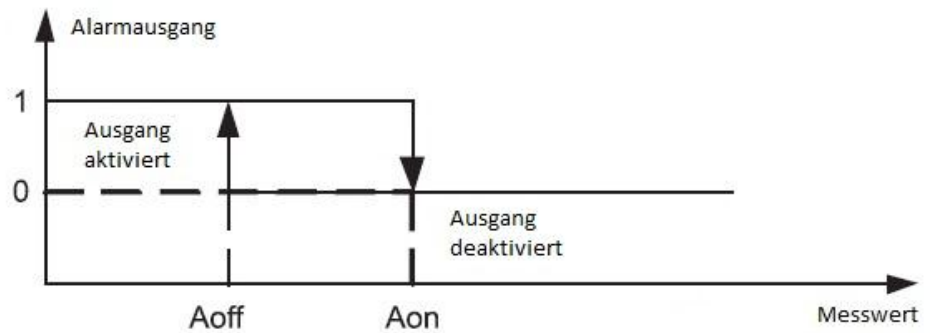 Alarmausgang
1
Ausgang
aktiviert
0
Ausgang
deaktiviert
Aoff
Aon
Messwert